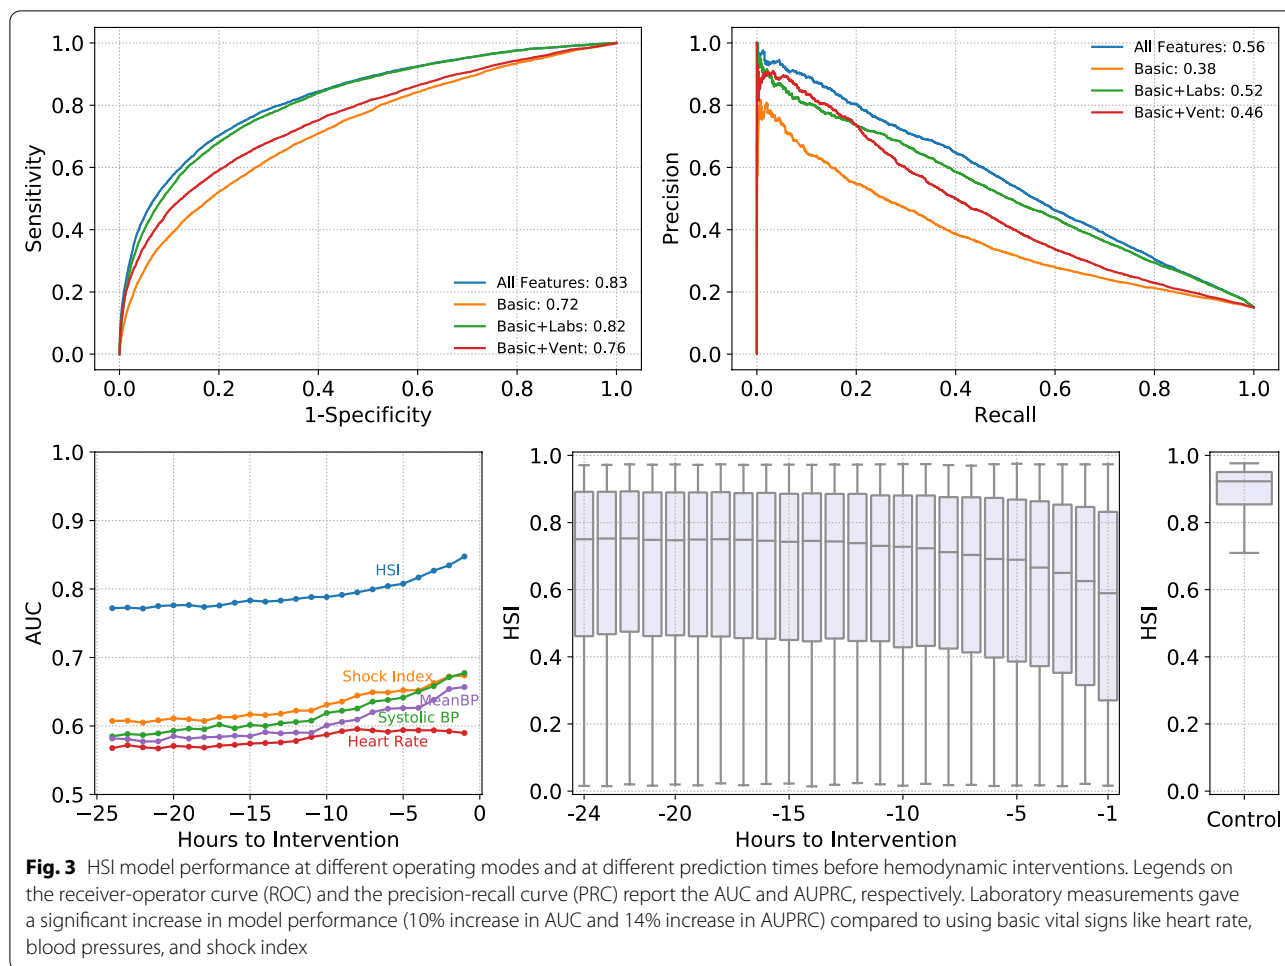 1.0
0.8
0.6
0.4
0.2
0.0
Sensitivity
All Features: 0.83
Basic: 0.72
Basic+Labs: 0.82
Basic+Vent: 0.76
0.0 0.2 0.4 0.6 0.8 1.0
1-Specificity
1.0
0.8
0.6
0.4
0.2
0.0
Precision
All Features: 0.56
Basic: 0.38
Basic+Labs: 0.52
Basic+Vent: 0.46
0.0 0.2 0.4 0.6 0.8 1.0
Recall
1.0
0.9
0.8
0.7
0.6
0.5
AUC
HSI
Shock Index
MeanBP
Systolic BP
Heart Rate
−25 −20 −15 −10 −5 0
Hours to Intervention
1.0
0.8
0.6
0.4
0.2
0.0
HSI
-24 -20 -15 -10 -5 -1
Hours to Intervention
1.0
0.8
0.6
0.4
0.2
0.0
HSI
Control
Fig. 3 HSI model performance at different operating modes and at different prediction times before hemodynamic interventions. Legends on
the receiver-operator curve (ROC) and the precision-recall curve (PRC) report the AUC and AUPRC, respectively. Laboratory measurements gave
a significant increase in model performance (10% increase in AUC and 14% increase in AUPRC) compared to using basic vital signs like heart rate,
blood pressures, and shock index